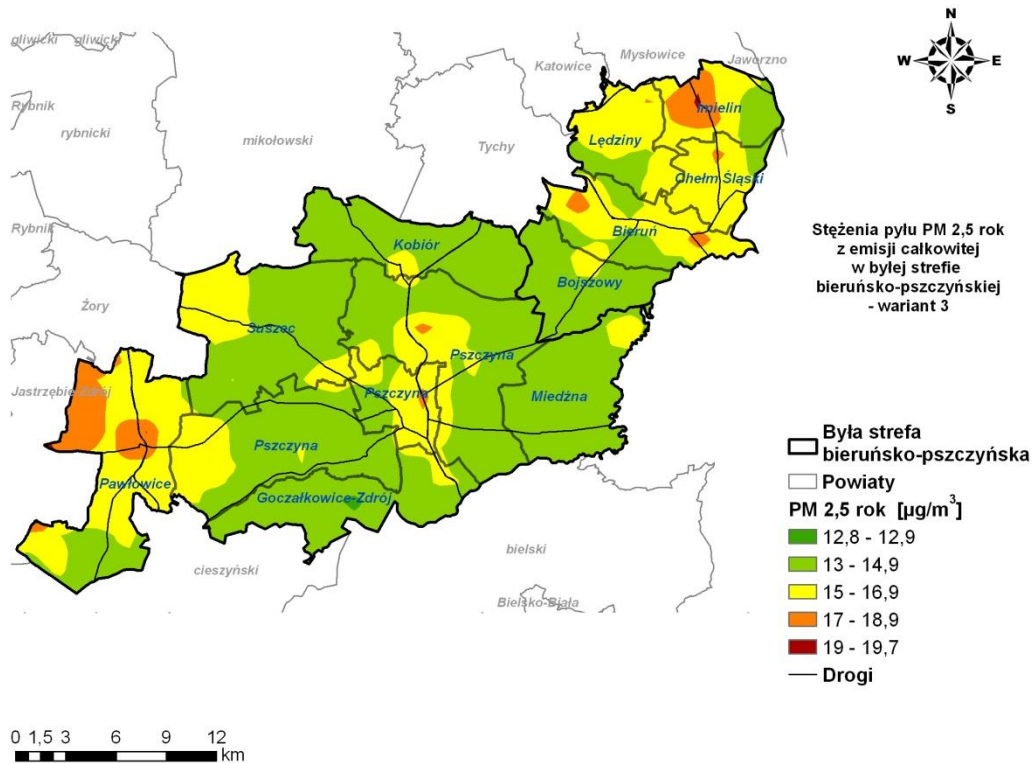 N
W
E
S
gliwicki
gliwicki
Mysłowice
Katowice
Jaworzno
Rybnik
rybnicki
mikołowski
Tychy
Imielin
Lędziny
Chełm Śląski
Rybnik
Kobiór
Bieruń
Bojszowy
Żory
Suszec
Pszczyna
Jastrzębie-Zdrój
Pszczyna
Miedźna
Pszczyna
Pawłowice
Goczałkowice-Zdrój
bielski
cieszyński
Bielsko-Biała
Stężenia pyłu PM 2,5 rok
z emisji całkowitej
w byłej strefie
bieruńsko-pszczyńskiej
- wariant 3
Była strefa
bieruńsko-pszczyńska
Powiaty
PM 2,5 rok [µg/m³]
12,8 - 12,9
13 - 14,9
15 - 16,9
17 - 18,9
19 - 19,7
Drogi
0 1,5 3 6 9 12
km